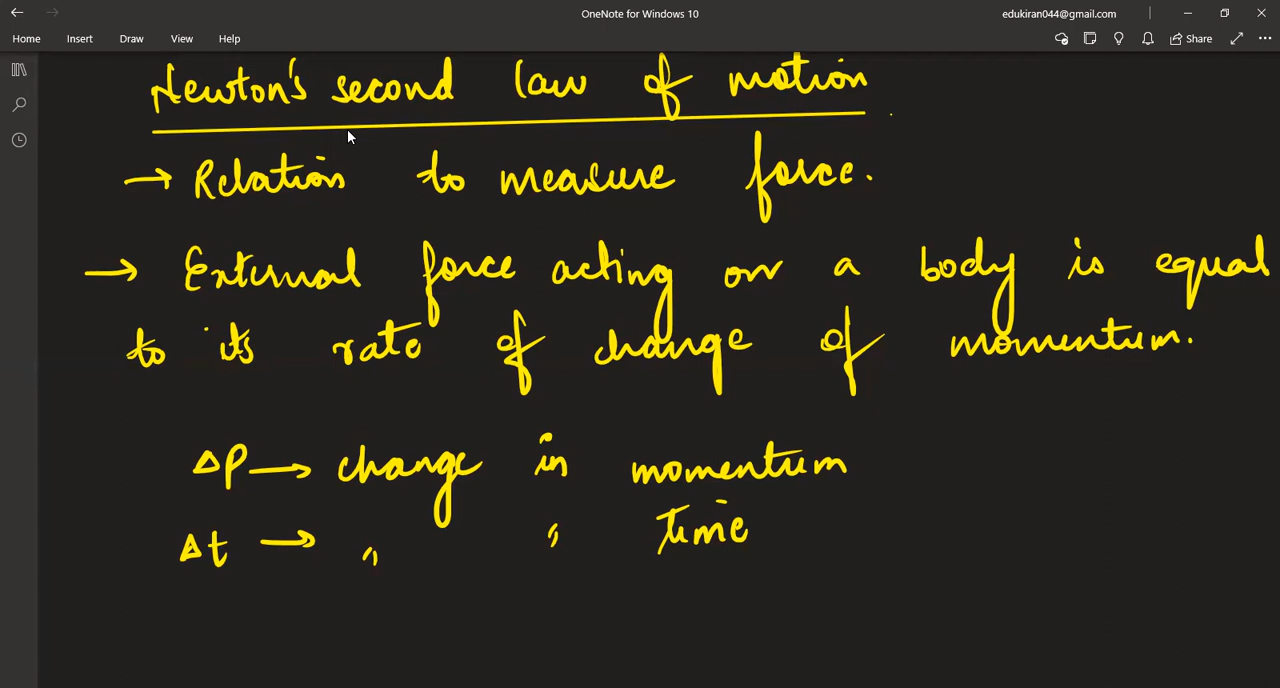 OneNote for Windows 10
edukiran044@gmail.com
Home Insert Draw View Help
Share
Newton's second law of motion
→ Relation to measure force.
→ External force acting on a body is equal
to its rate of change of momentum.
ΔP → change in momentum
Δt → " " time